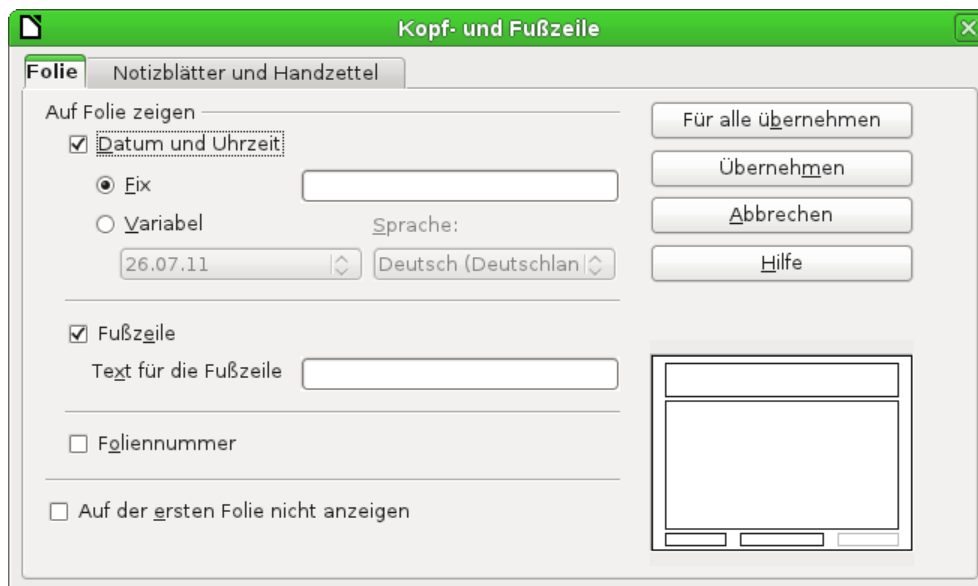 Kopf- und Fußzeile
Folie
Notizblätter und Handzettel
Auf Folie zeigen
Datum und Uhrzeit
Fix
Variabel
Sprache:
26.07.11
Deutsch (Deutschlan
Fußzeile
Text für die Fußzeile
Foliennummer
Auf der ersten Folie nicht anzeigen
Für alle übernehmen
Übernehmen
Abbrechen
Hilfe